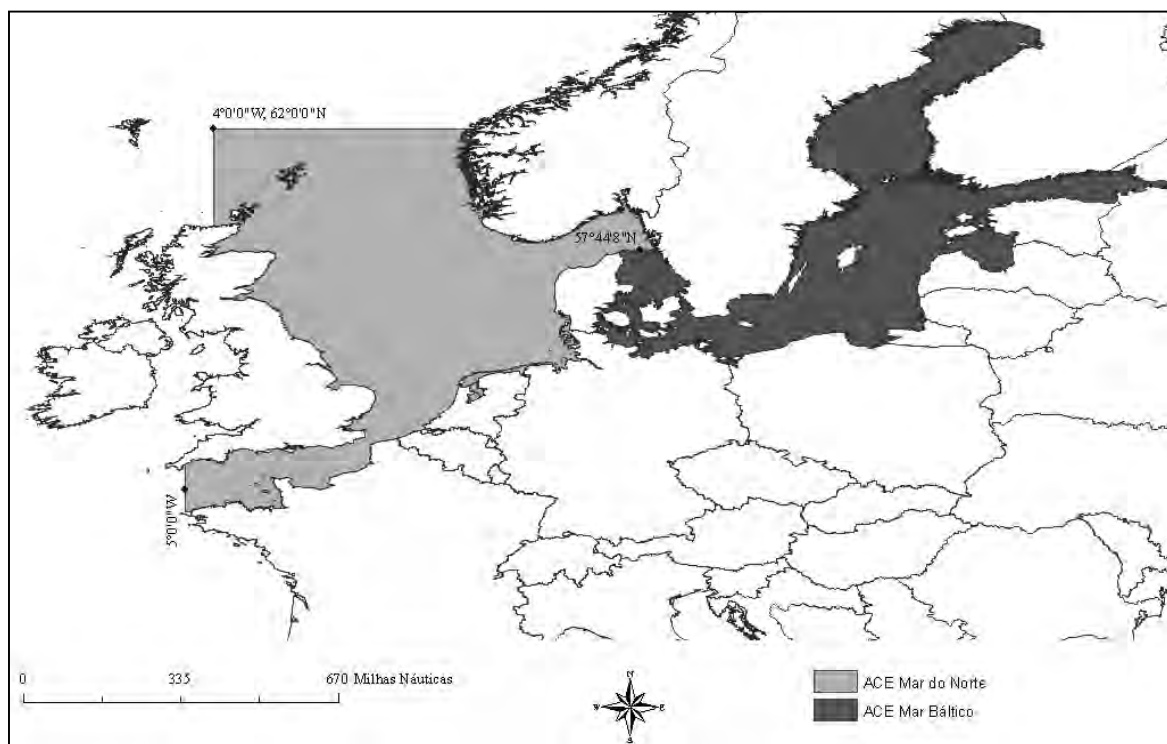 4°0'0"W, 62°0'0"N
57°44'8"N
5°0'0"W
0 335 670 Milhas Náuticas
N
W E
S
ACE Mar do Norte
ACE Mar Báltico